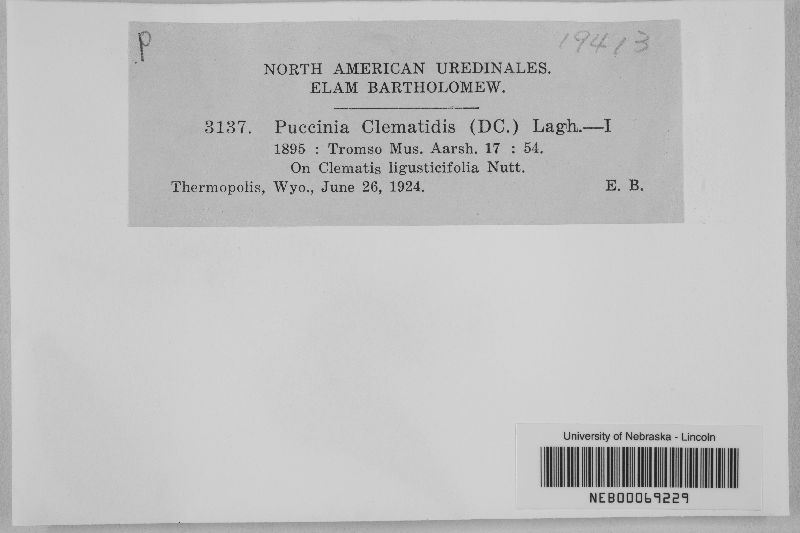 P
19413
NORTH AMERICAN UREDINALES.
ELAM BARTHOLOMEW.
3137. Puccinia Clematidis (DC.) Lagh.—I
1895 : Tromso Mus. Aarsh. 17 : 54.
On Clematis ligusticifolia Nutt.
Thermopolis, Wyo., June 26, 1924. E. B.
University of Nebraska - Lincoln
NEB00069229